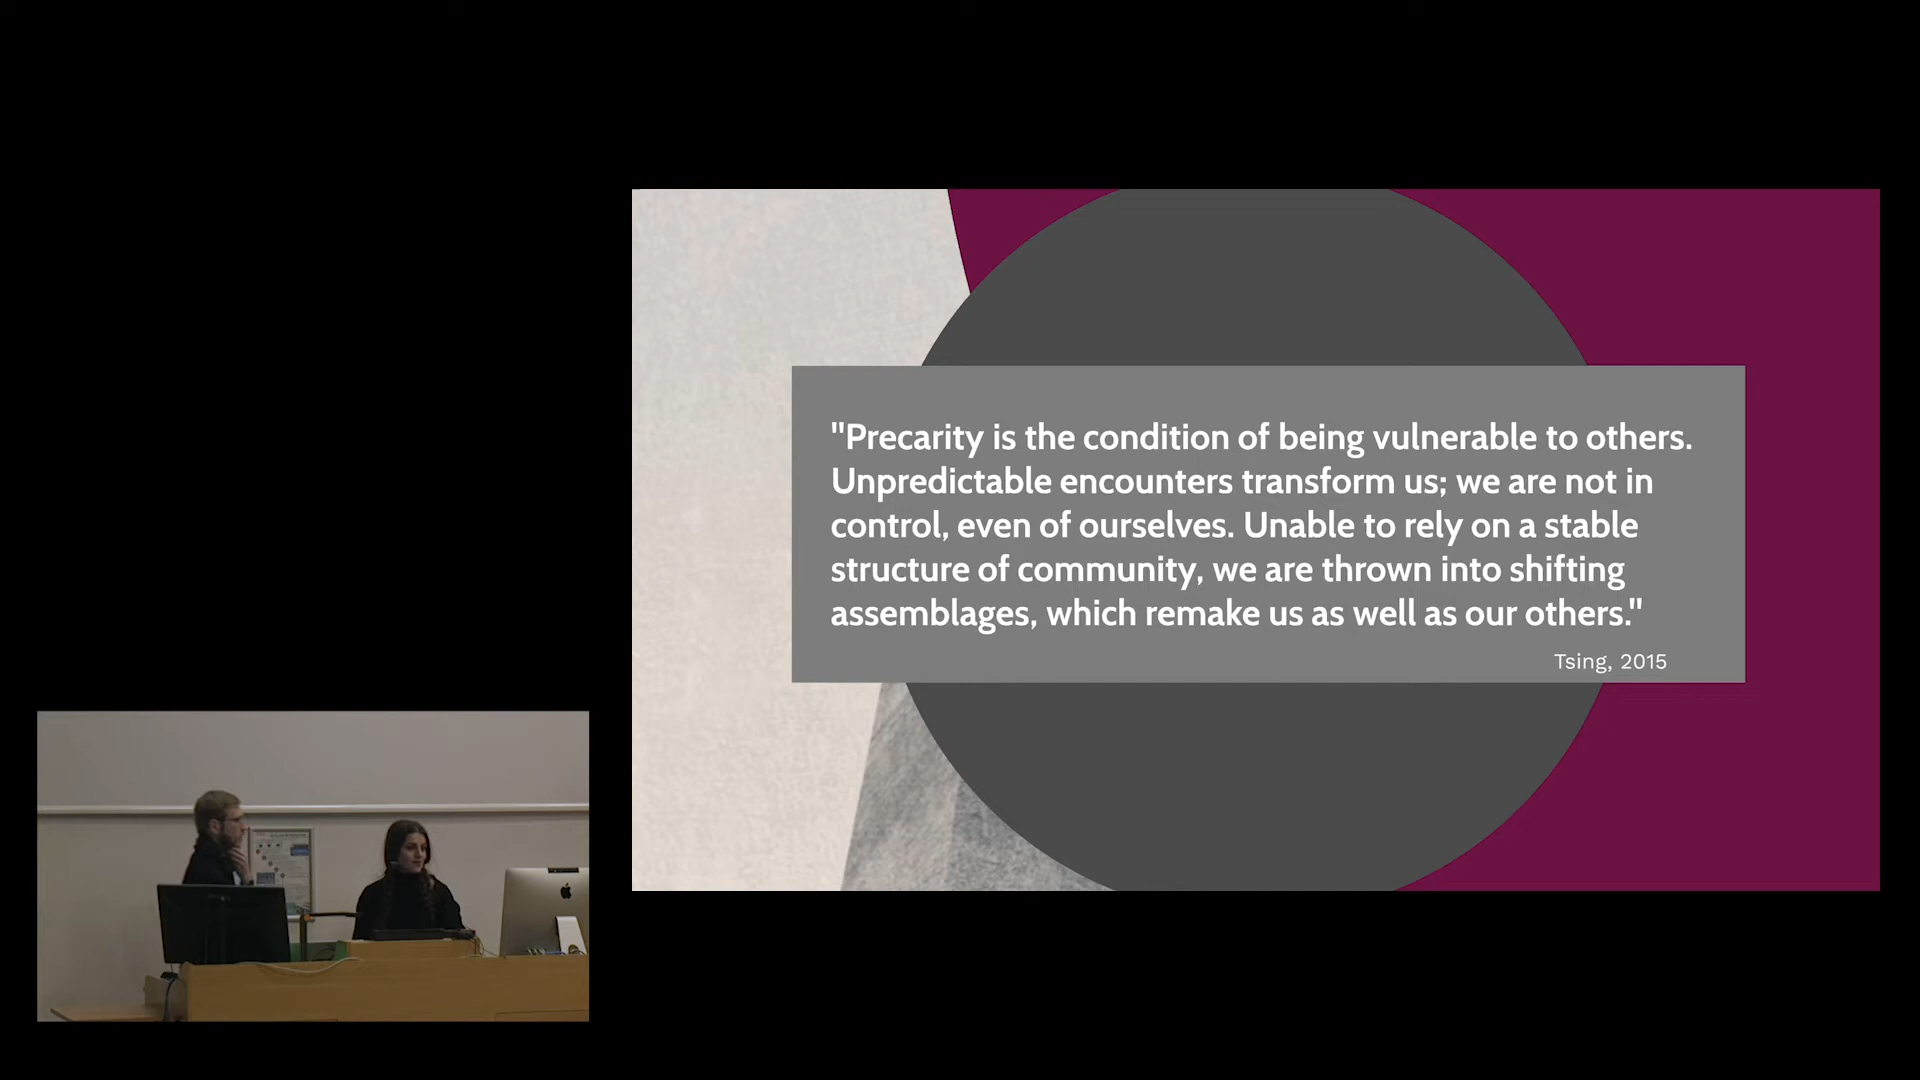 "Precarity is the condition of being vulnerable to others.
Unpredictable encounters transform us; we are not in
control, even of ourselves. Unable to rely on a stable
structure of community, we are thrown into shifting
assemblages, which remake us as well as our others."
Tsing, 2015